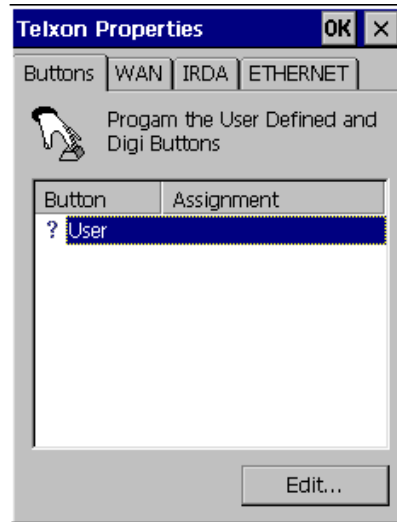 Telxon Properties OK ×
Buttons WAN IRDA ETHERNET
Progam the User Defined and
Digi Buttons
Button Assignment
? User
Edit...